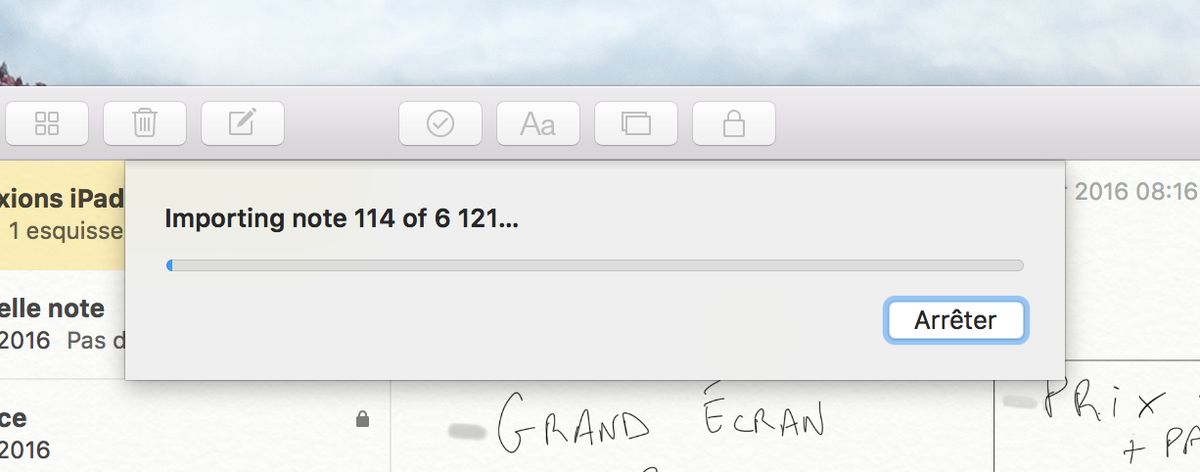 Aa
2016 08:16
xions iPad
1 esquisse
Importing note 114 of 6 121...
Arrêter
elle note
2016 Pas d
ce
2016
GRAND ÉCRAN
PRiX
+ PA